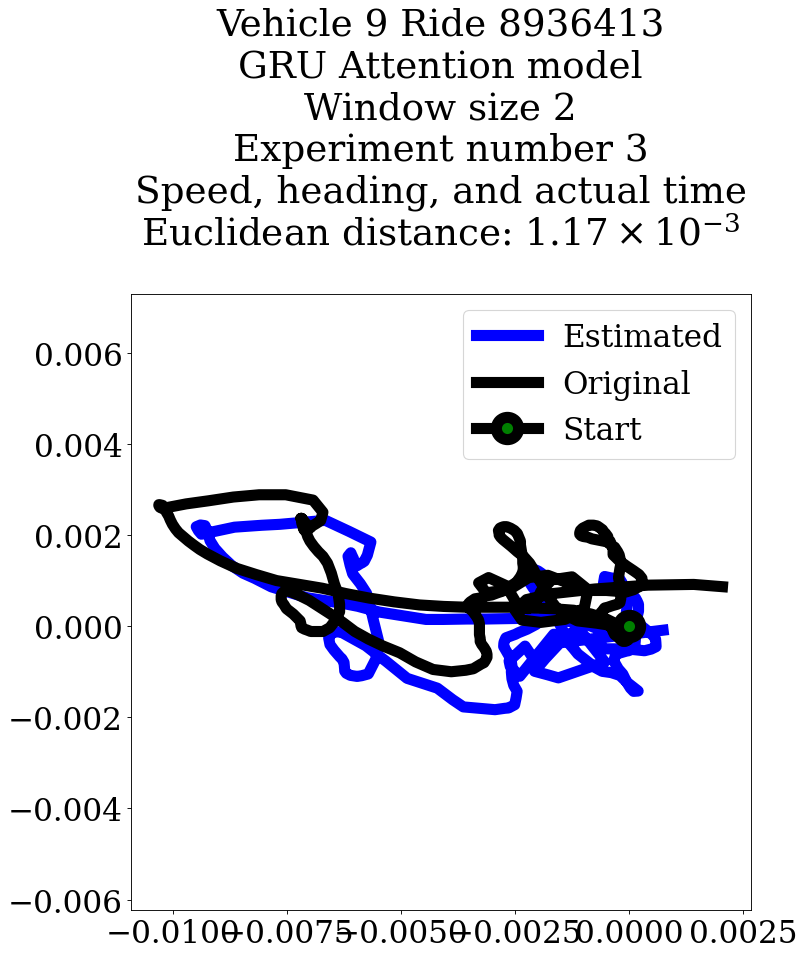 Vehicle 9 Ride 8936413
GRU Attention model
Window size 2
Experiment number 3
Speed, heading, and actual time
Euclidean distance: 1.17 × 10⁻³
Estimated
Original
Start
0.006
0.004
0.002
0.000
−0.002
−0.004
−0.006
−0.0100 −0.0075 −0.0050 −0.0025 0.0000 0.0025